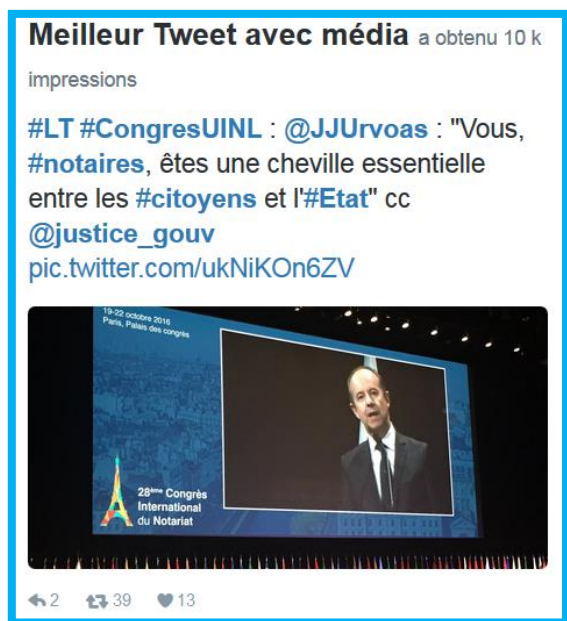 Meilleur Tweet avec média a obtenu 10 k
impressions
#LT #CongresUINL : @JJUrvoas : "Vous,
#notaires, êtes une cheville essentielle
entre les #citoyens et l'#Etat" cc
@justice_gouv
pic.twitter.com/ukNiKOn6ZV
19-22 octobre 2016
Paris, Palais des congrès
28ème Congrès
International
du Notariat
2 39 13